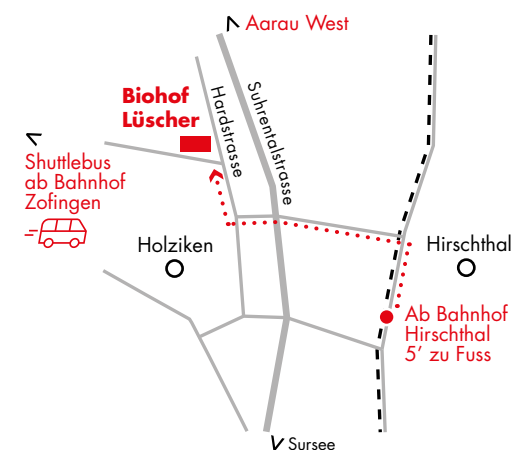 Aarau West
Biohof
Lüscher
Hardstrasse
Suhrentalstrasse
Shuttlebus
ab Bahnhof
Zofingen
Holziken
Hirschthal
Ab Bahnhof
Hirschthal
5' zu Fuss
Sursee